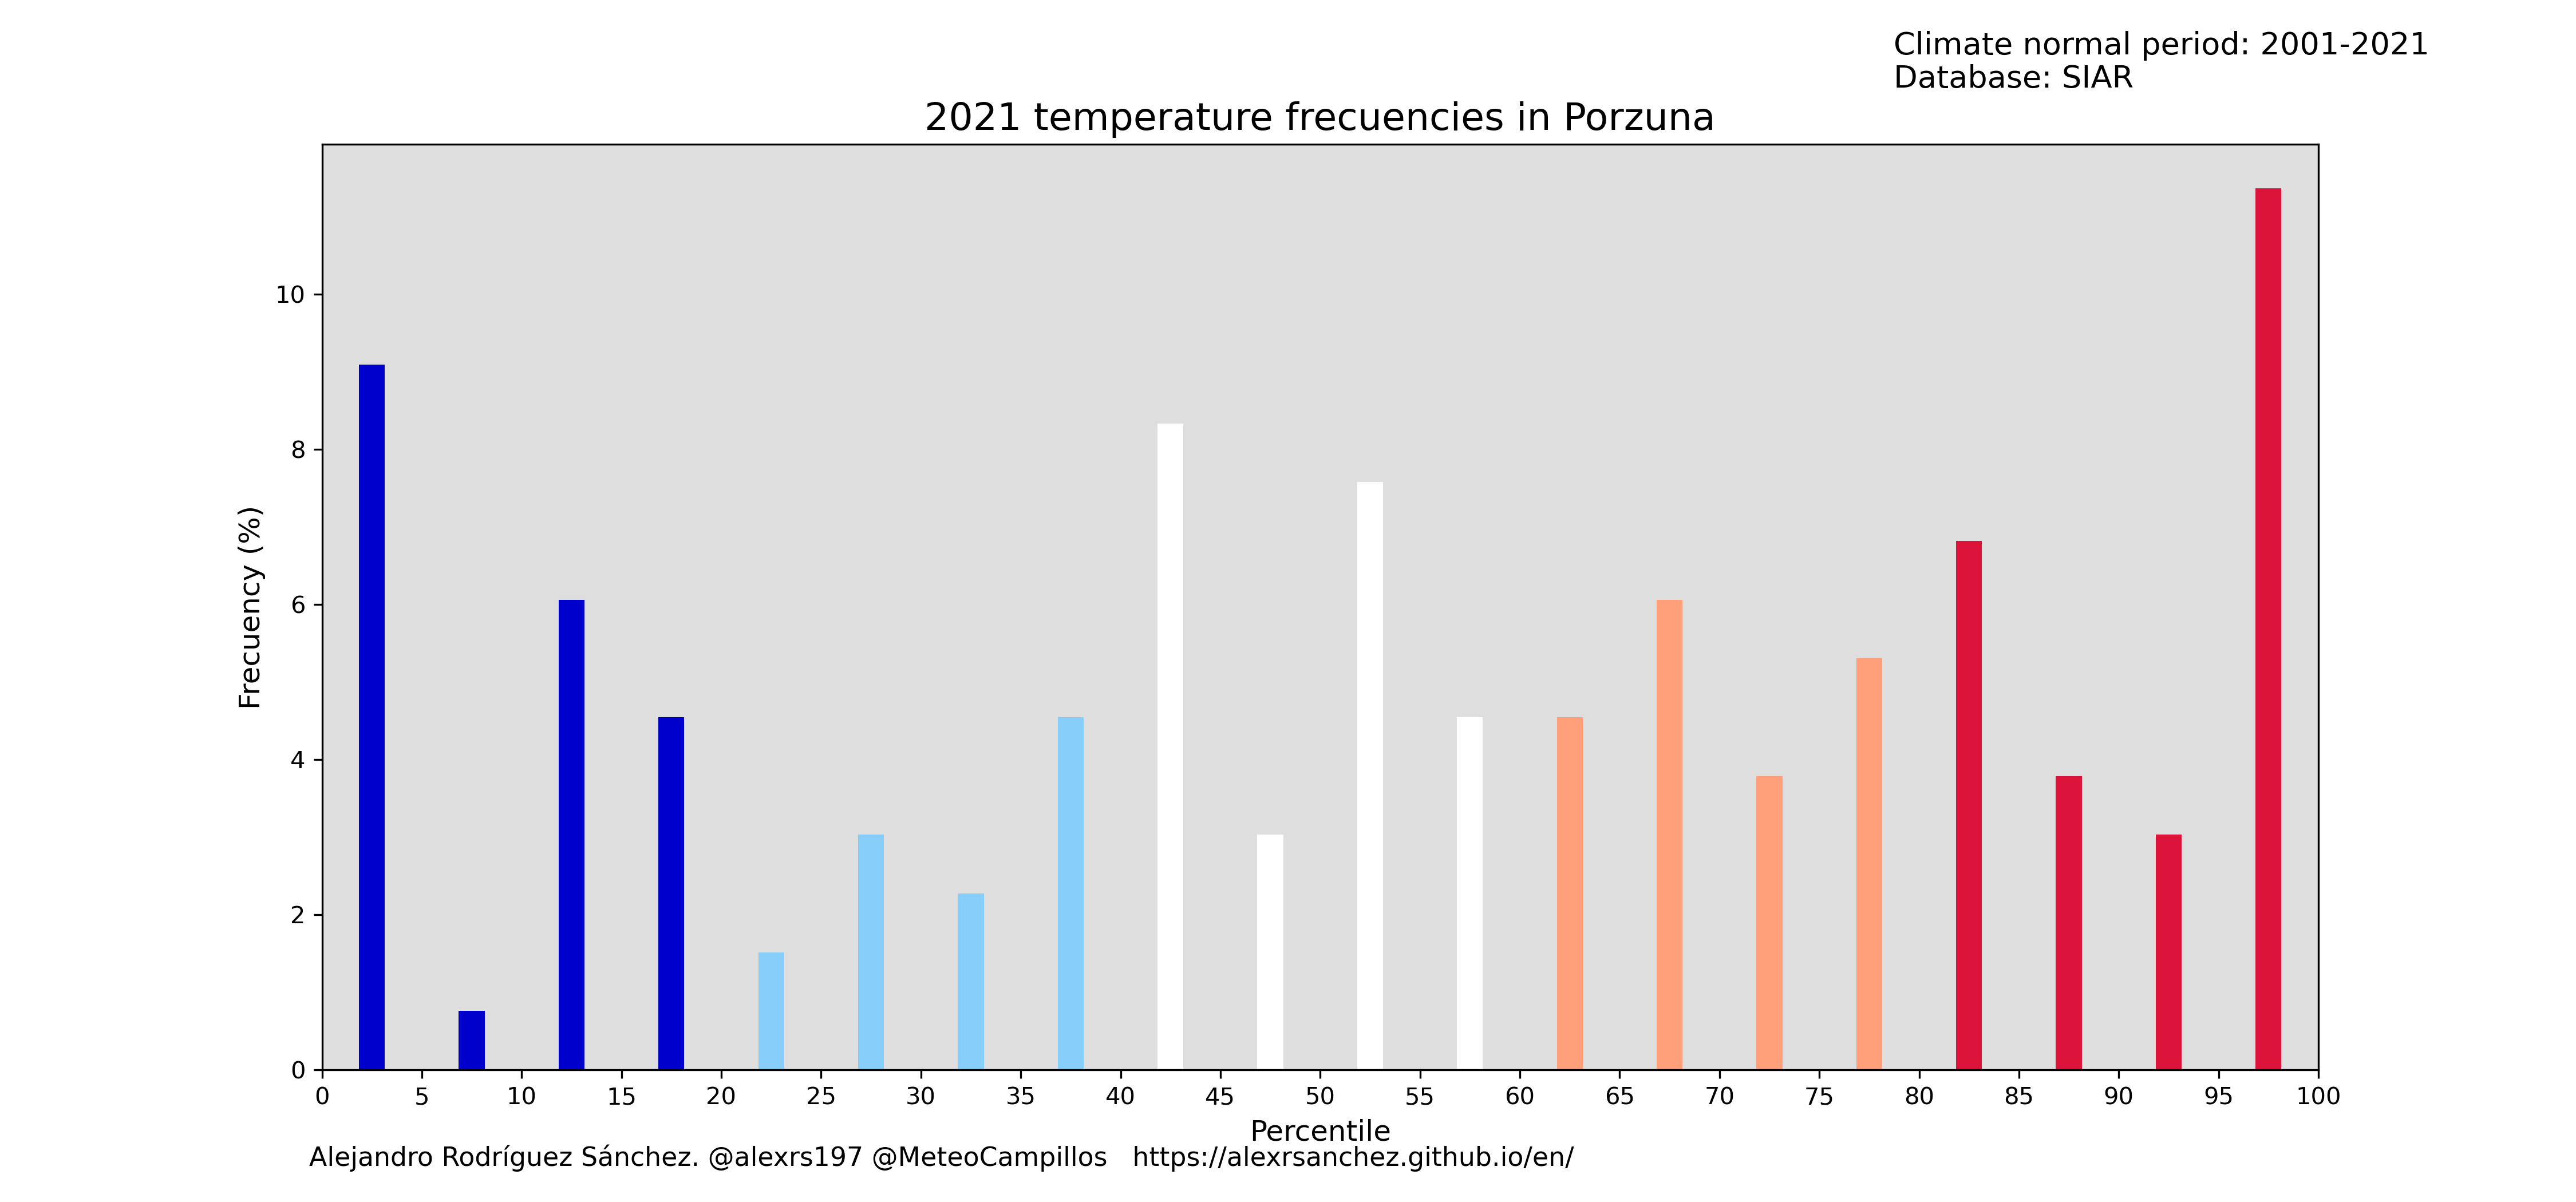 Climate normal period: 2001-2021
Database: SIAR
2021 temperature frecuencies in Porzuna
Frecuency (%)
10
8
6
4
2
0
0 5 10 15 20 25 30 35 40 45 50 55 60 65 70 75 80 85 90 95 100
Percentile
Alejandro Rodríguez Sánchez. @alexrs197 @MeteoCampillos https://alexrsanchez.github.io/en/